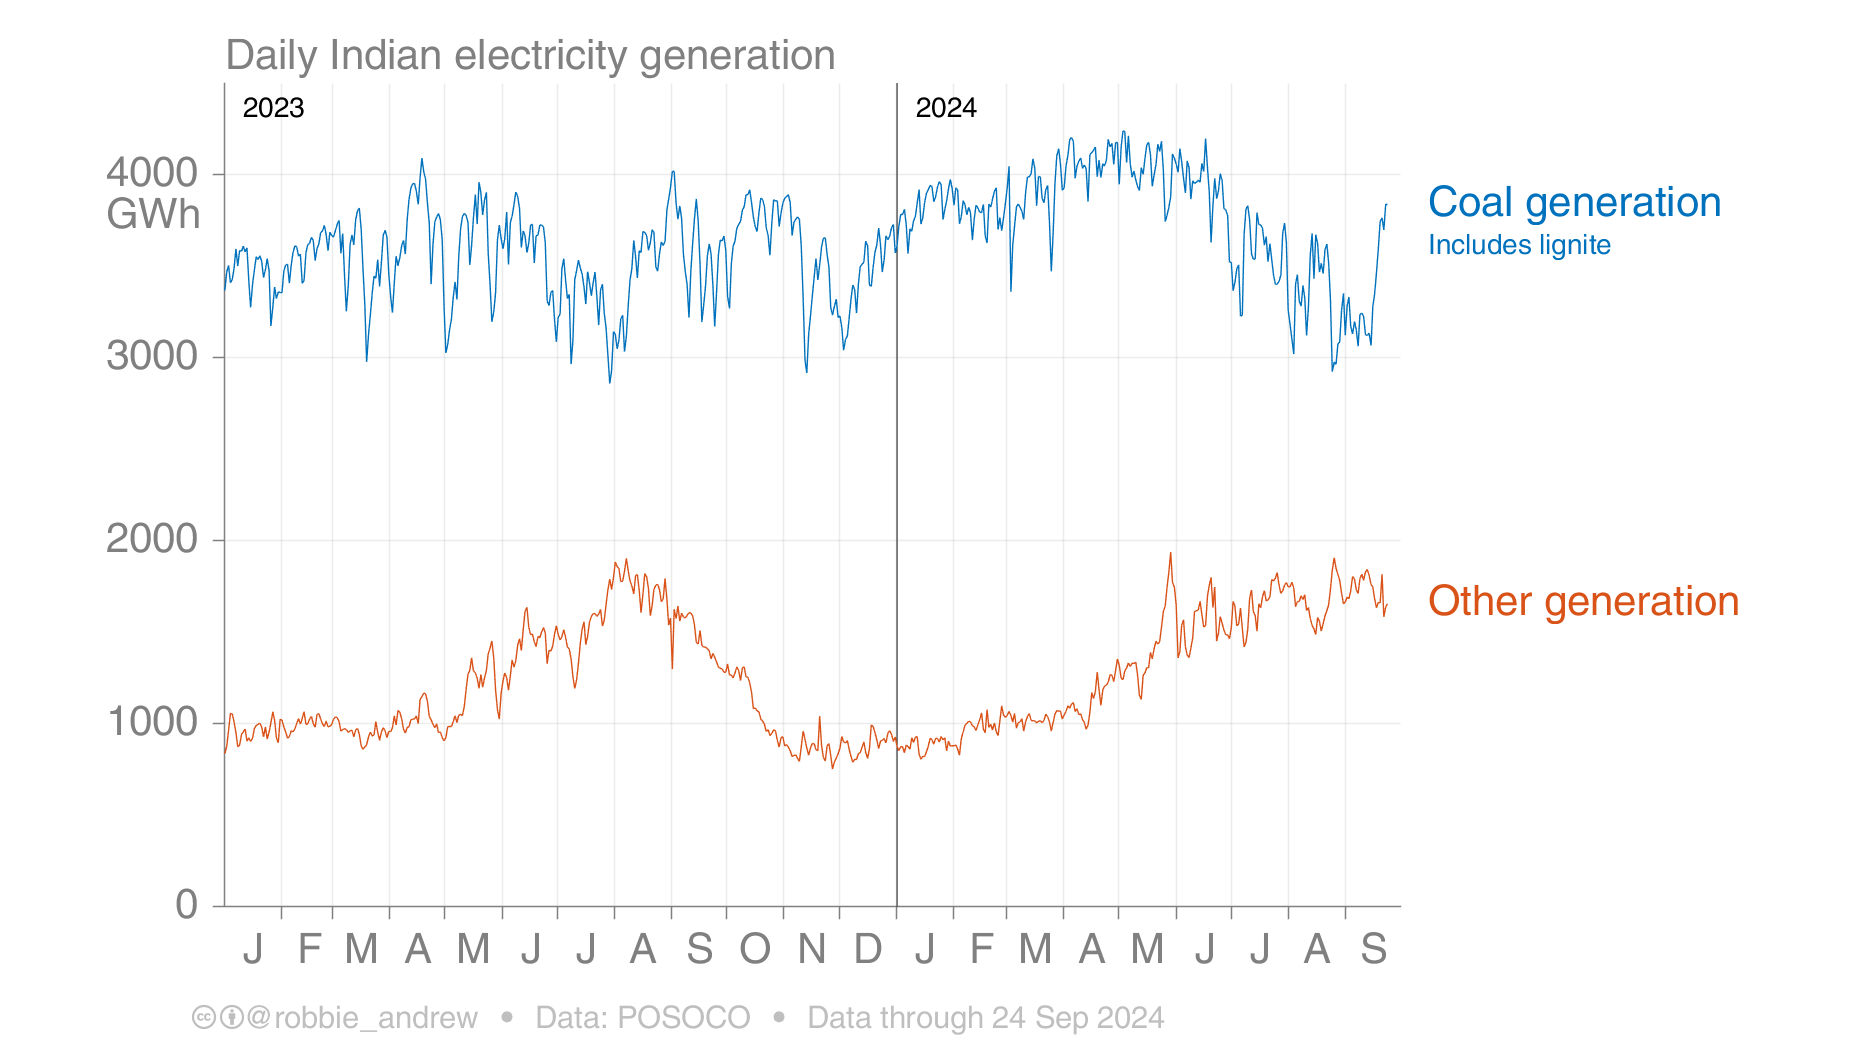 Daily Indian electricity generation
2023
2024
4000
GWh
3000
2000
1000
0
Coal generation
Includes lignite
Other generation
J F M A M J J A S O N D J F M A M J J A S
cc @robbie_andrew • Data: POSOCO • Data through 24 Sep 2024